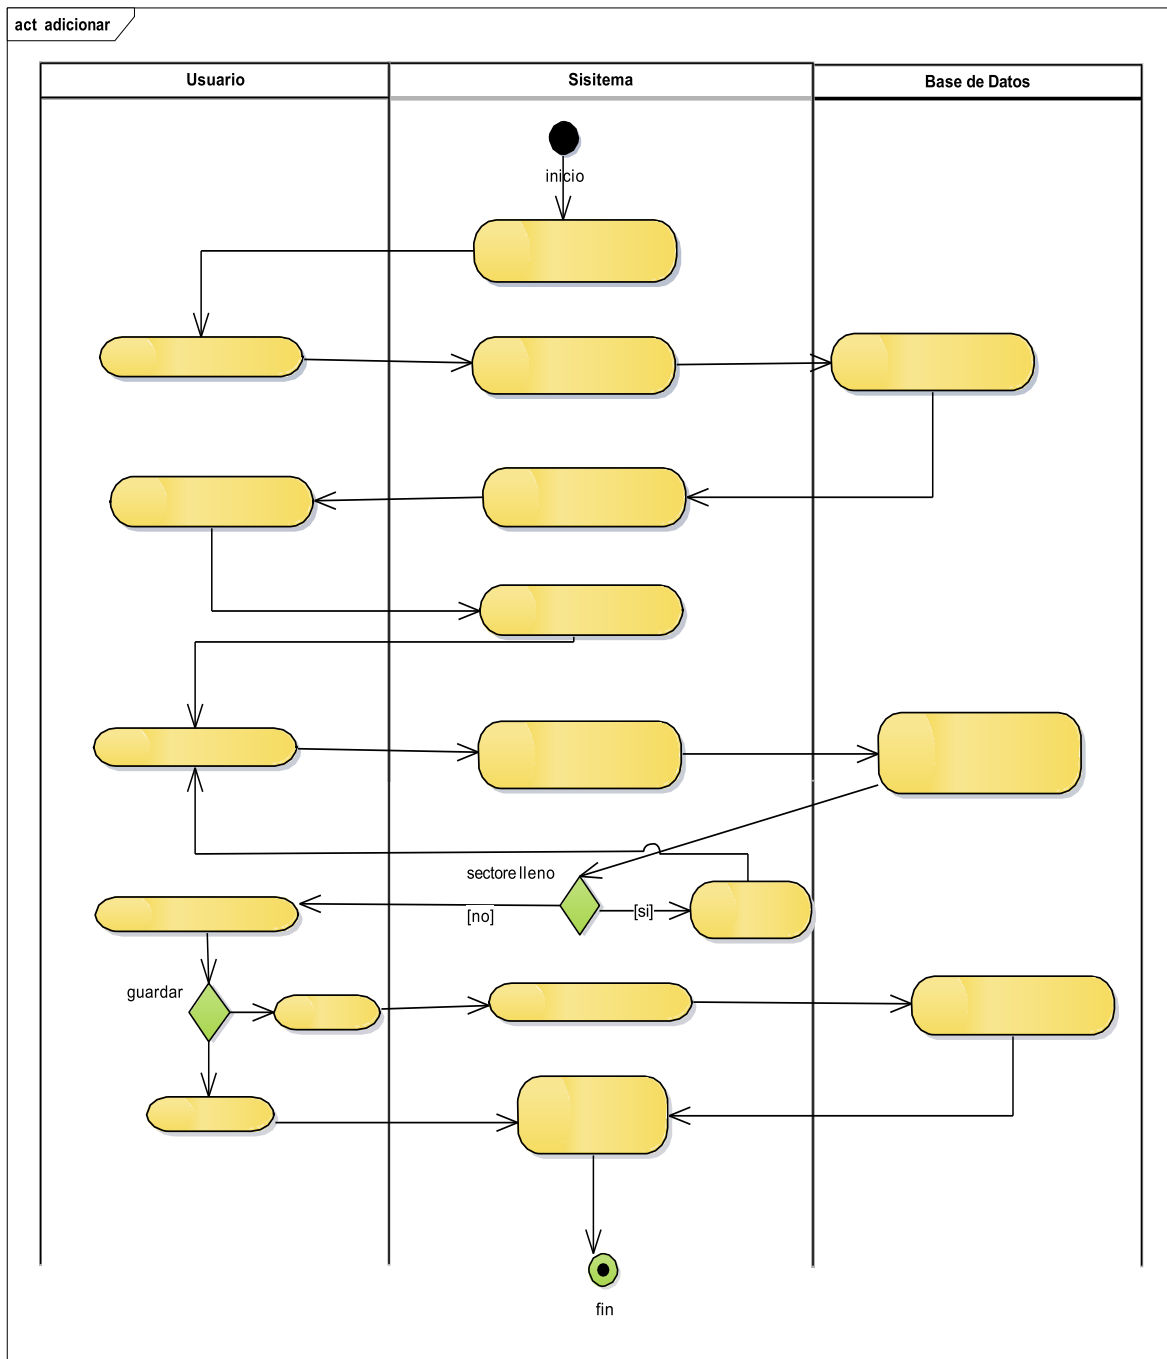 act adicionar
Usuario
Sisitema
Base de Datos
inicio
sectore lleno
[no]
[si]
guardar
fin